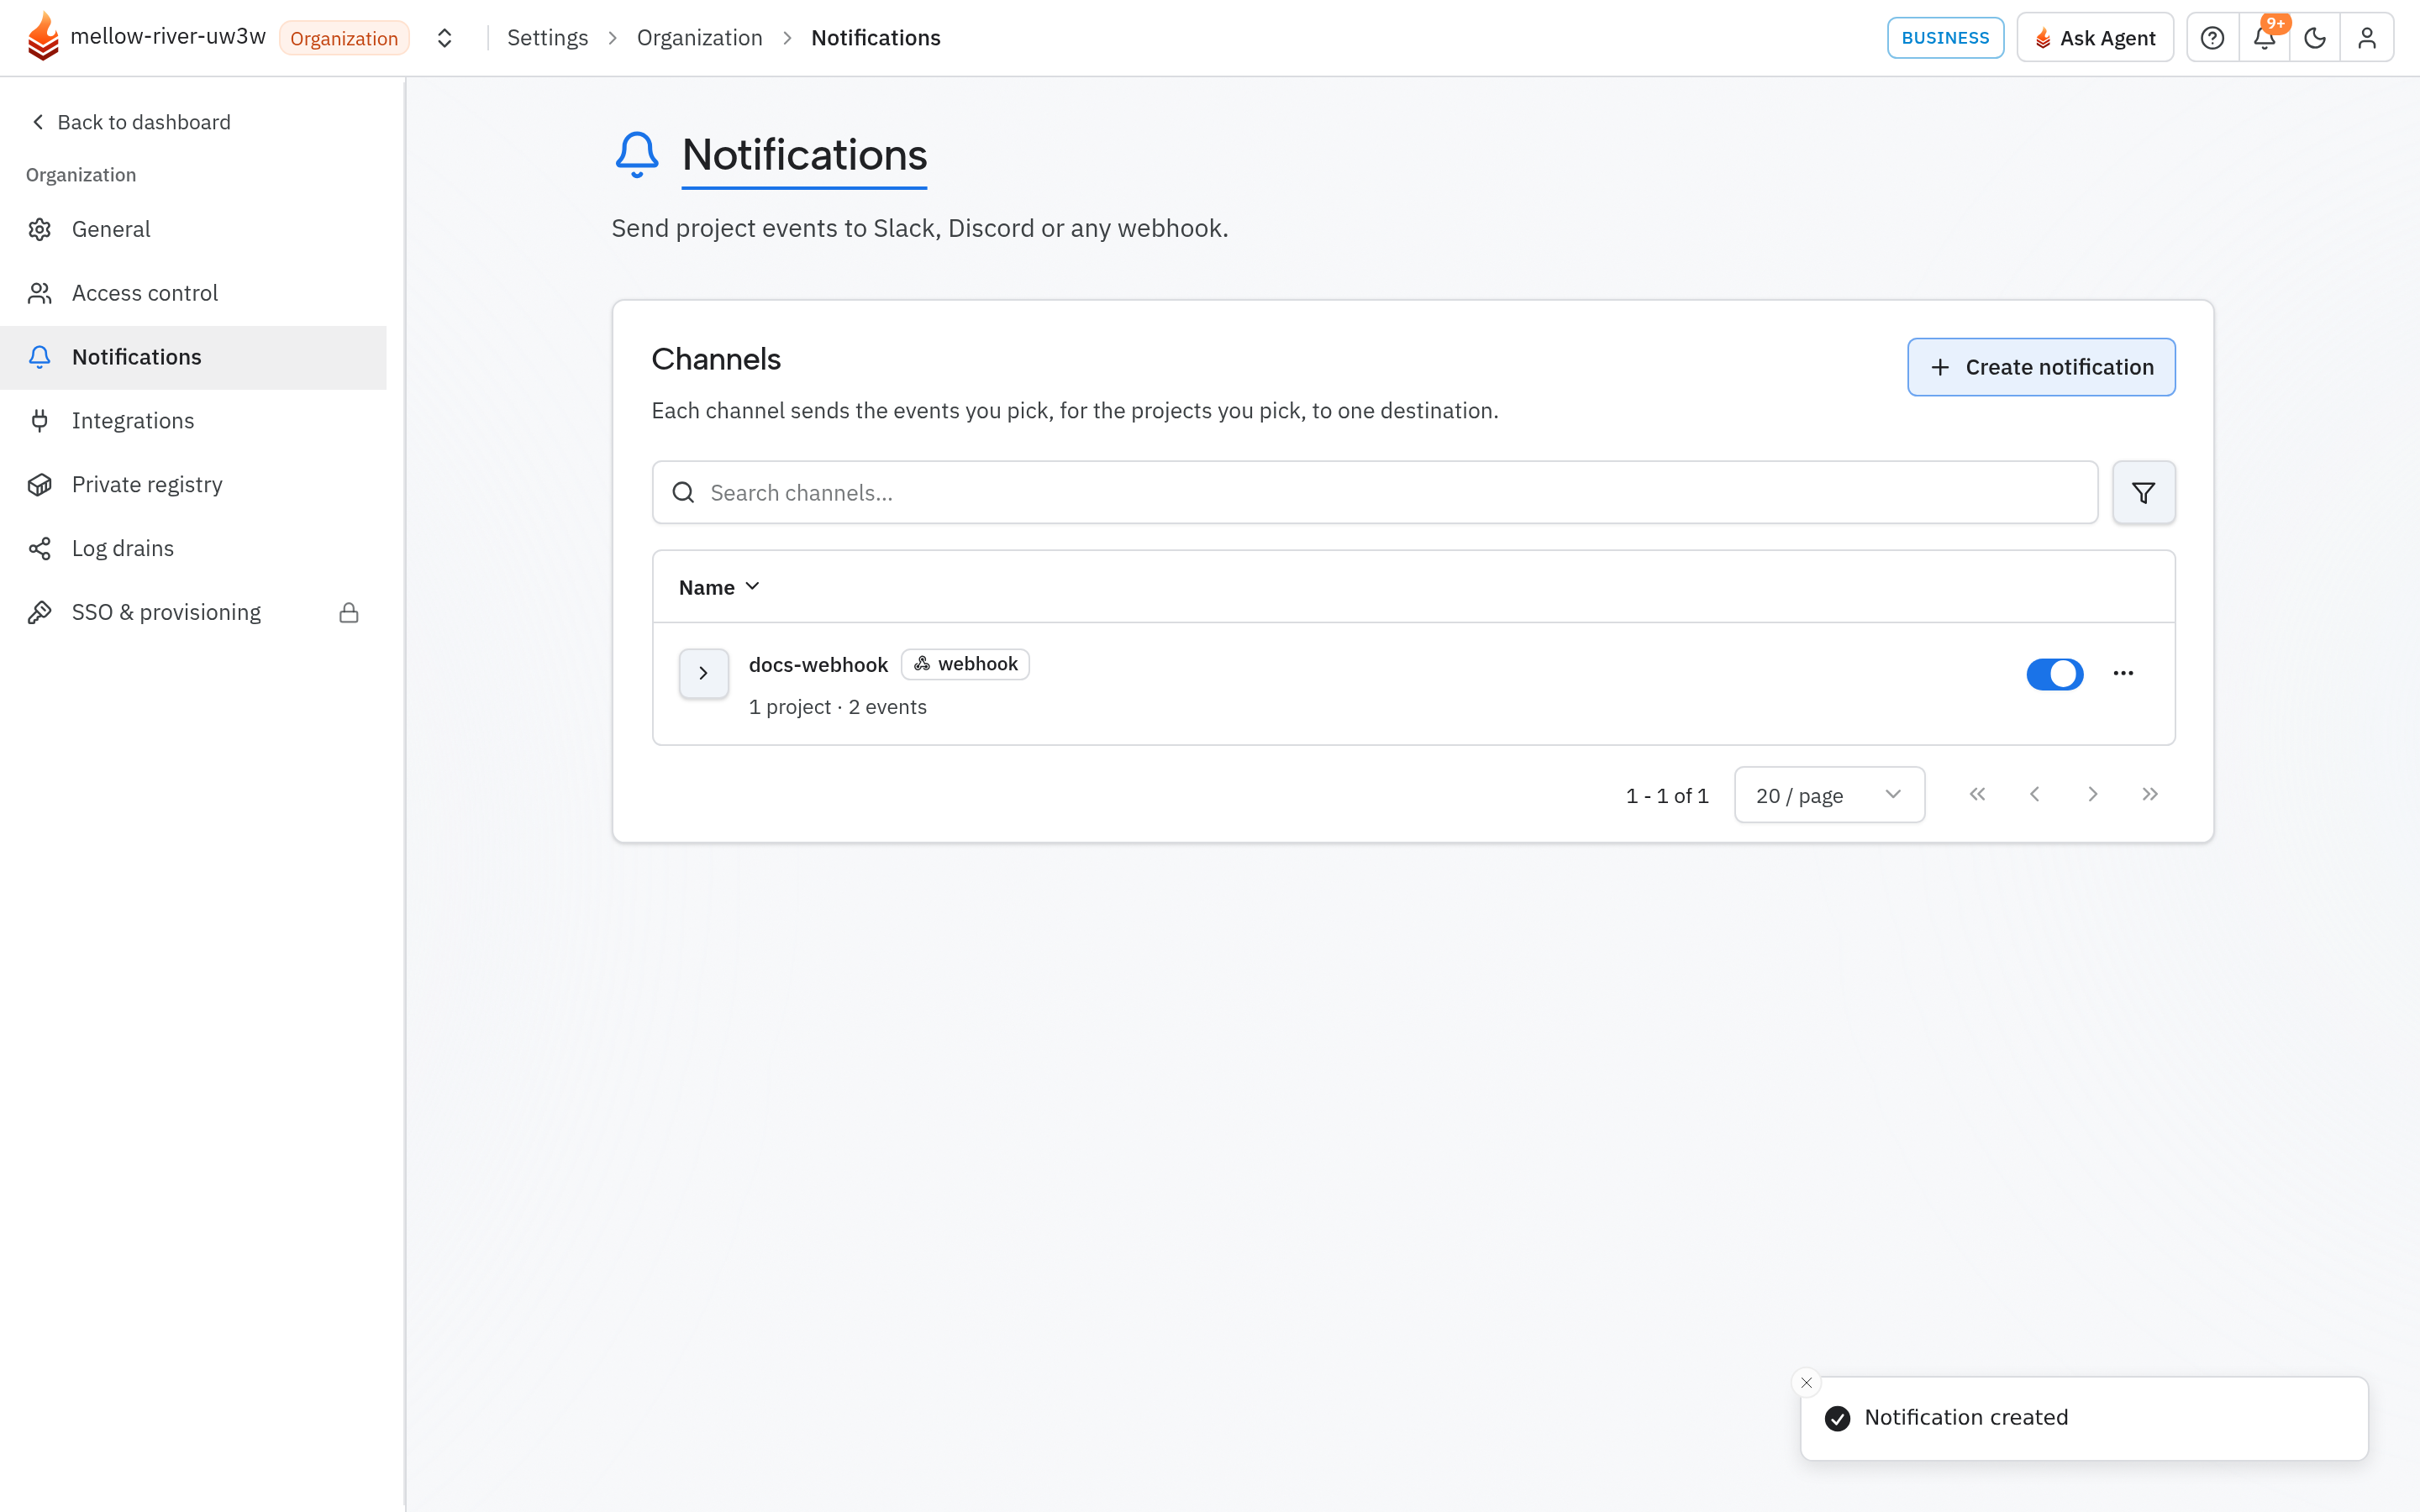 mellow-river-uw3w Organization Settings > Organization > Notifications BUSINESS Ask Agent 9+
Back to dashboard
Organization
General
Access control
Notifications
Integrations
Private registry
Log drains
SSO & provisioning
Notifications
Send project events to Slack, Discord or any webhook.
Channels
Create notification
Each channel sends the events you pick, for the projects you pick, to one destination.
Search channels...
Name
docs-webhook webhook
1 project · 2 events
1 - 1 of 1 20 / page
Notification created